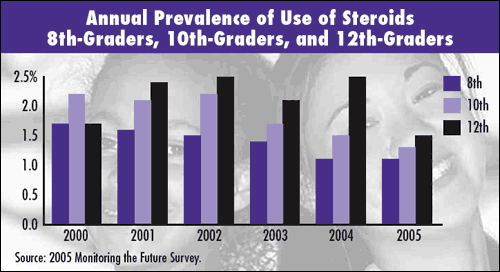 Annual Prevalence of Use of Steroids
8th-Graders, 10th-Graders, and 12th-Graders
2.5%
2.0
1.5
1.0
0.5
0.0
8th
10th
12th
2000 2001 2002 2003 2004 2005
Source: 2005 Monitoring the Future Survey.